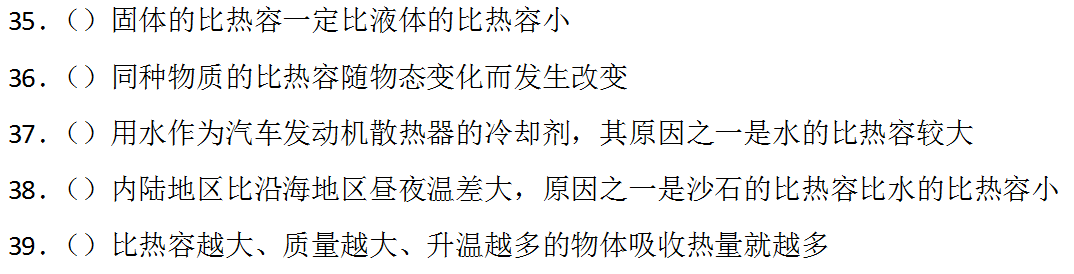 35.（）固体的比热容一定比液体的比热容小
36.（）同种物质的比热容随物态变化而发生改变
37.（）用水作为汽车发动机散热器的冷却剂，其原因之一是水的比热容较大
38.（）内陆地区比沿海地区昼夜温差大，原因之一是沙石的比热容比水的比热容小
39.（）比热容越大、质量越大、升温越多的物体吸收热量就越多